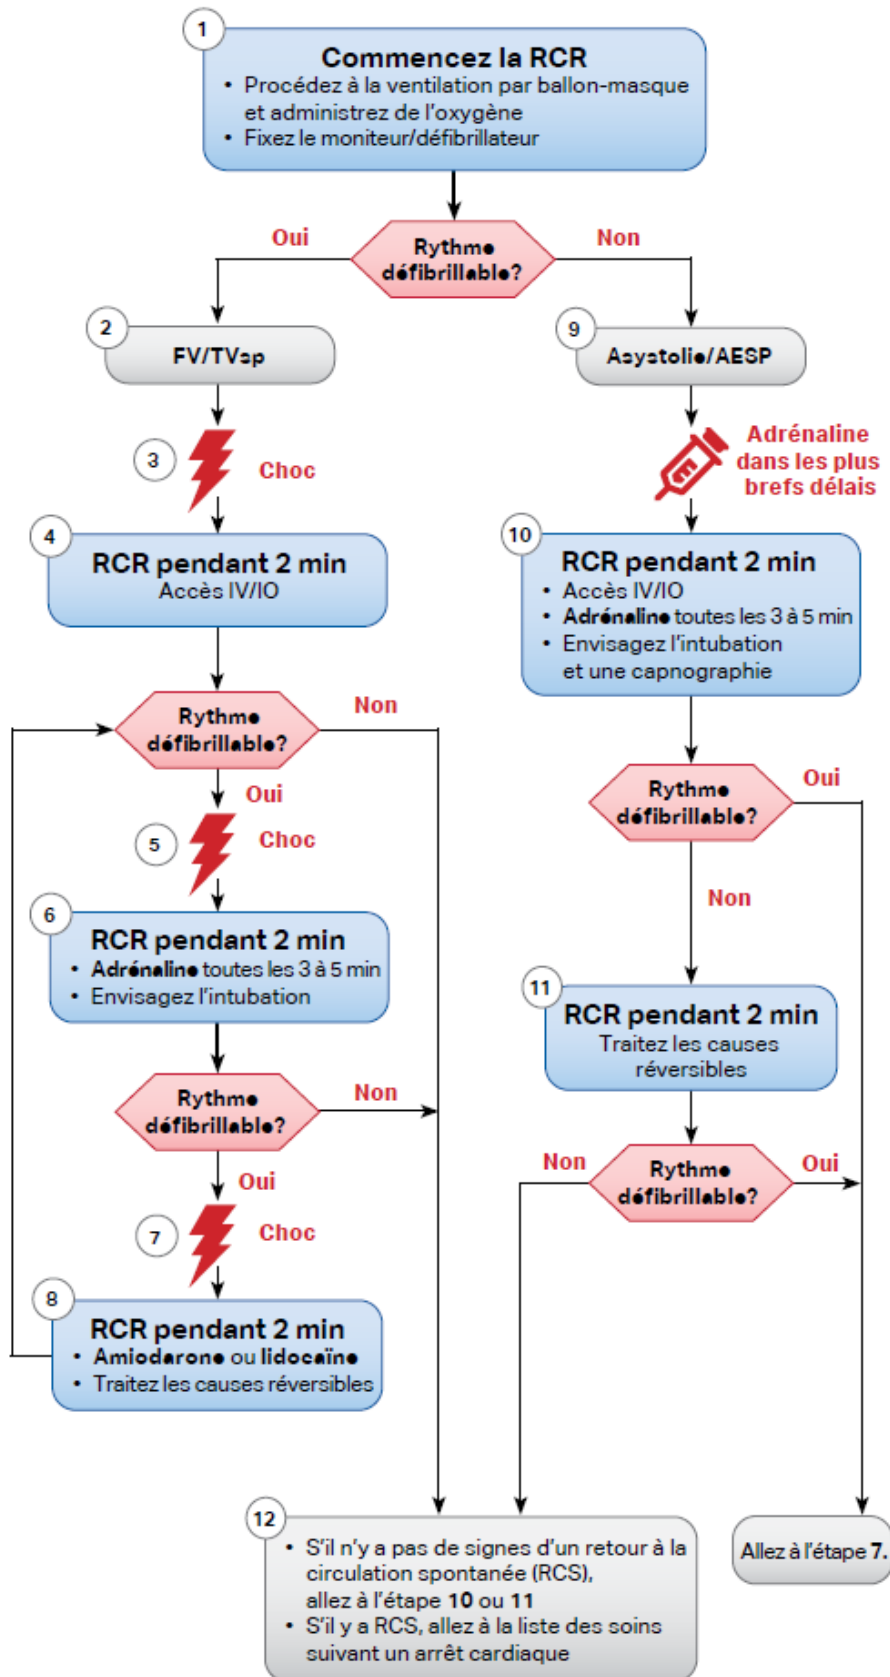 1
Commencez la RCR
• Procédez à la ventilation par ballon-masque
et administrez de l'oxygène
• Fixez le moniteur/défibrillateur
Oui
Rythme
défibrillable?
Non
2
FV/TVsp
3
Choc
4
RCR pendant 2 min
Accès IV/IO
Rythme
défibrillable?
Non
Oui
5
Choc
6
RCR pendant 2 min
• Adrénaline toutes les 3 à 5 min
• Envisagez l'intubation
Rythme
défibrillable?
Non
Oui
7
Choc
8
RCR pendant 2 min
• Amiodarone ou lidocaïne
• Traitez les causes réversibles
9
Asystolie/AESP
Adrénaline
dans les plus
brefs délais
10
RCR pendant 2 min
• Accès IV/IO
• Adrénaline toutes les 3 à 5 min
• Envisagez l'intubation
et une capnographie
Rythme
défibrillable?
Oui
Non
11
RCR pendant 2 min
Traitez les causes
réversibles
Non
Rythme
défibrillable?
Oui
12
• S'il n'y a pas de signes d'un retour à la
circulation spontanée (RCS),
allez à l'étape 10 ou 11
• S'il y a RCS, allez à la liste des soins
suivant un arrêt cardiaque
Allez à l'étape 7.